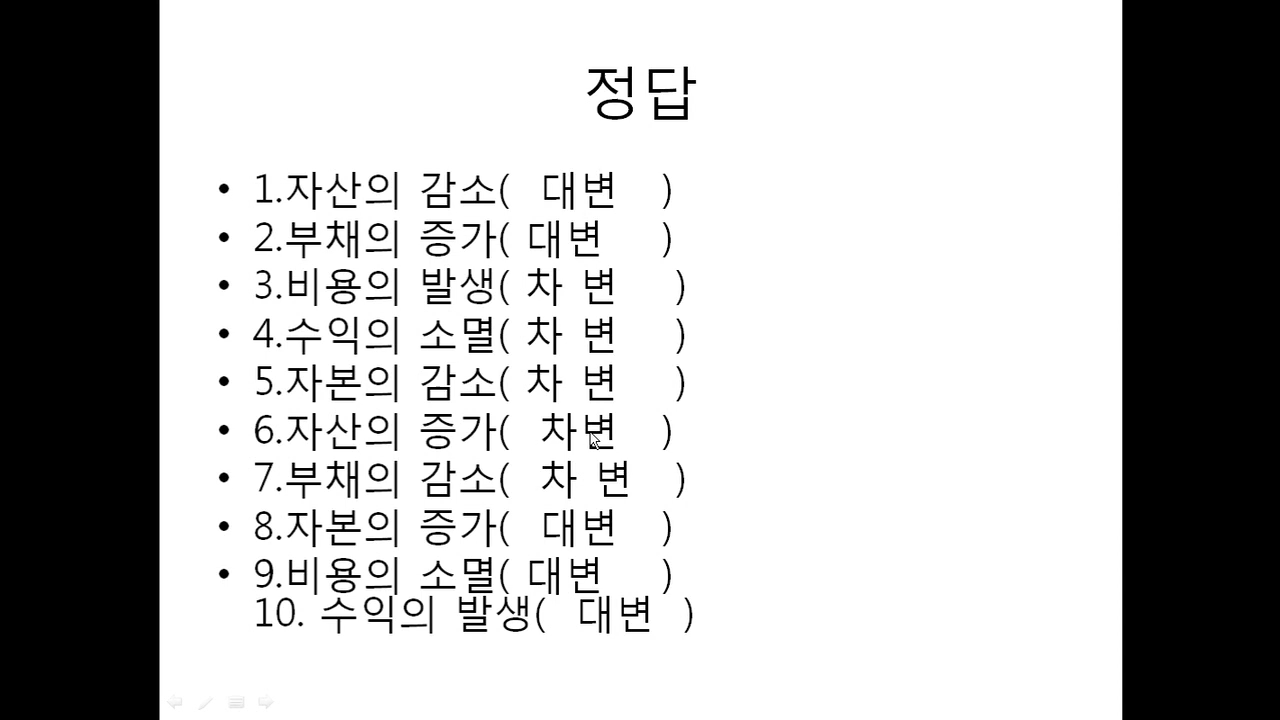 정답
• 1.자산의 감소( 대변 )
• 2.부채의 증가( 대변 )
• 3.비용의 발생( 차 변 )
• 4.수익의 소멸( 차 변 )
• 5.자본의 감소( 차 변 )
• 6.자산의 증가( 차변 )
• 7.부채의 감소( 차 변 )
• 8.자본의 증가( 대변 )
• 9.비용의 소멸( 대변 )
10. 수익의 발생( 대변 )